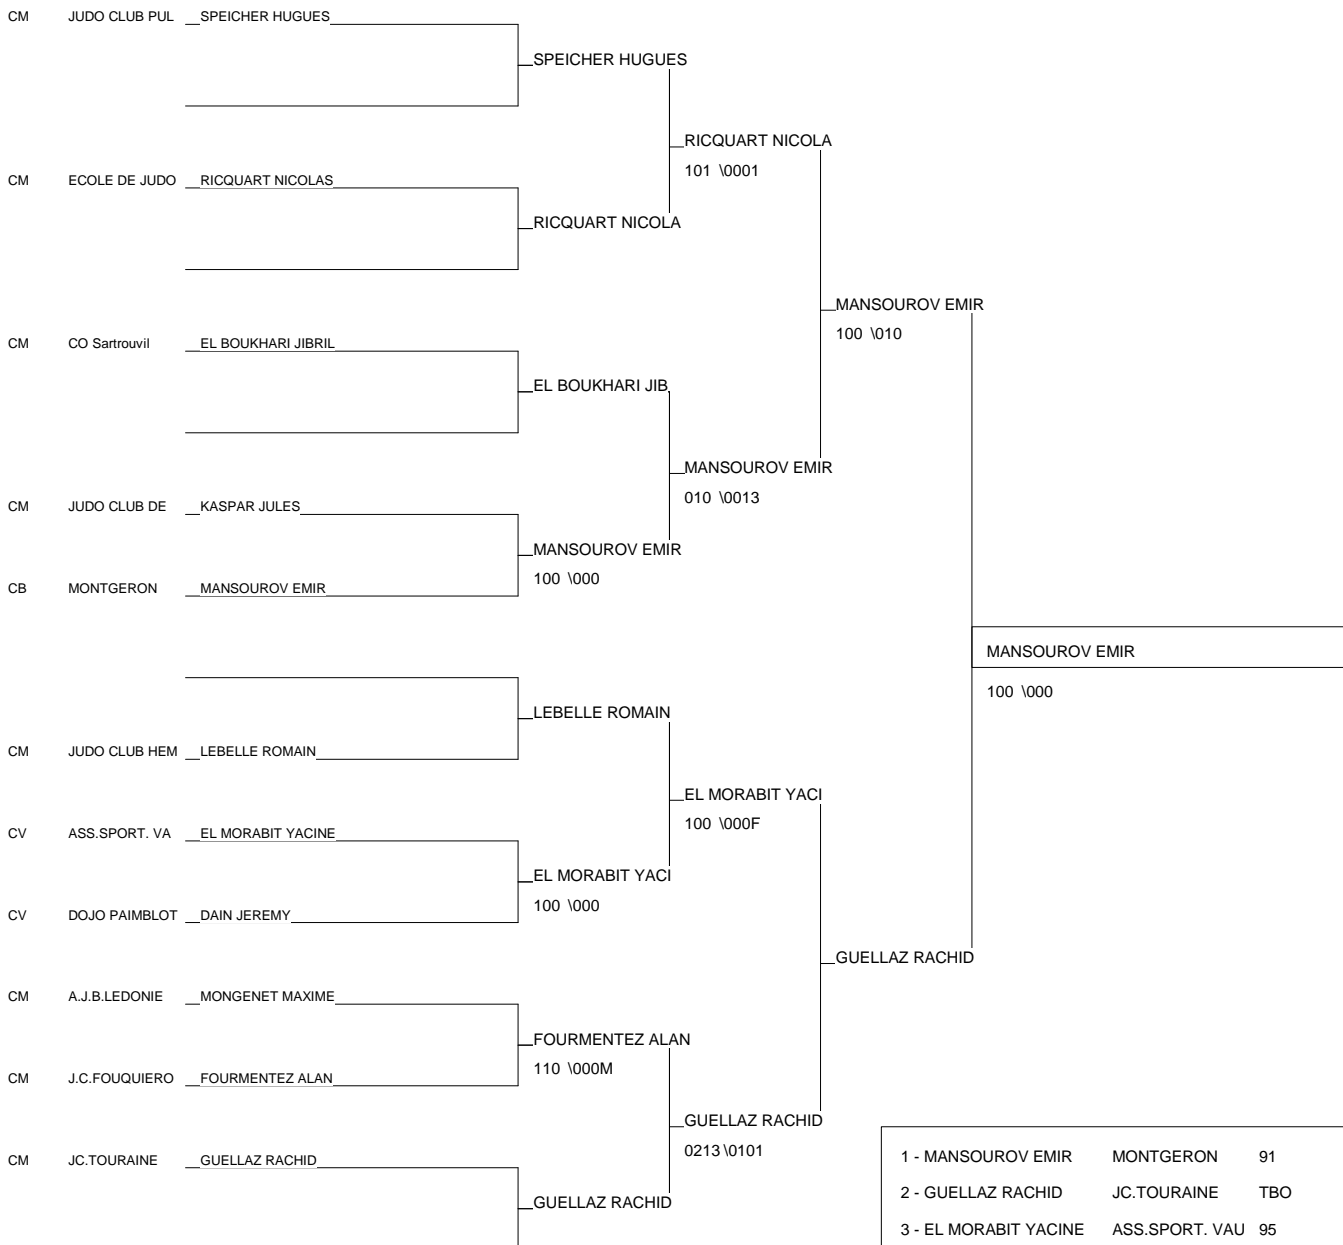 CM JUDO CLUB PUL SPEICHER HUGUES
SPEICHER HUGUES
RICQUART NICOLA
101 \0001
CM ECOLE DE JUDO RICQUART NICOLAS
RICQUART NICOLA
MANSOUROV EMIR
100 \010
CM CO Sartrouvil EL BOUKHARI JIBRIL
EL BOUKHARI JIB
MANSOUROV EMIR
010 \0013
CM JUDO CLUB DE KASPAR JULES
MANSOUROV EMIR
100 \000
CB MONTGERON MANSOUROV EMIR
MANSOUROV EMIR
100 \000
LEBELLE ROMAIN
CM JUDO CLUB HEM LEBELLE ROMAIN
EL MORABIT YACI
100 \000F
CV ASS.SPORT. VA EL MORABIT YACINE
EL MORABIT YACI
100 \000
CV DOJO PAIMBLOT DAIN JEREMY
GUELLAZ RACHID
CM A.J.B.LEDONIE MONGENET MAXIME
FOURMENTEZ ALAN
110 \000M
CM J.C.FOUQUIERO FOURMENTEZ ALAN
GUELLAZ RACHID
0213 \0101
CM JC.TOURAINE GUELLAZ RACHID
GUELLAZ RACHID
1 - MANSOUROV EMIR MONTGERON 91
2 - GUELLAZ RACHID JC.TOURAINE TBO
3 - EL MORABIT YACINE ASS.SPORT. VAU 95